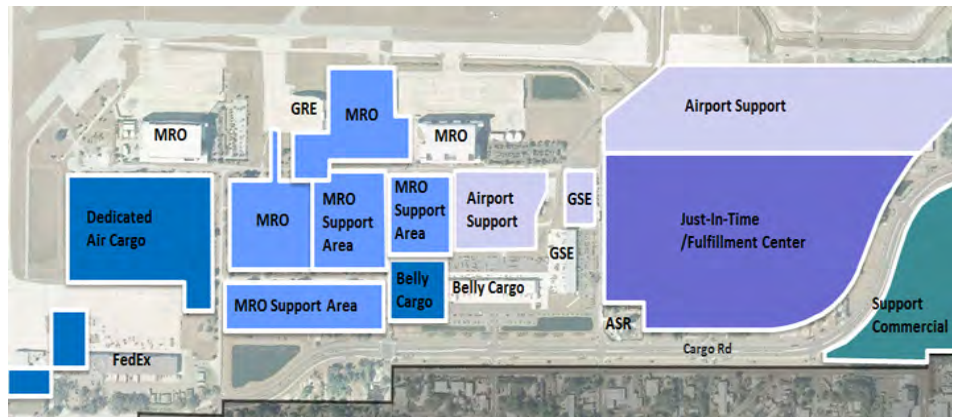 Airport Support
GRE
MRO
MRO
MRO
Dedicated
Air Cargo
MRO
MRO
Support
Area
MRO
Support
Area
Airport
Support
GSE
Just-In-Time
/Fulfillment Center
GSE
Belly
Cargo
Belly Cargo
MRO Support Area
ASR
Support
Commercial
Cargo Rd
FedEx